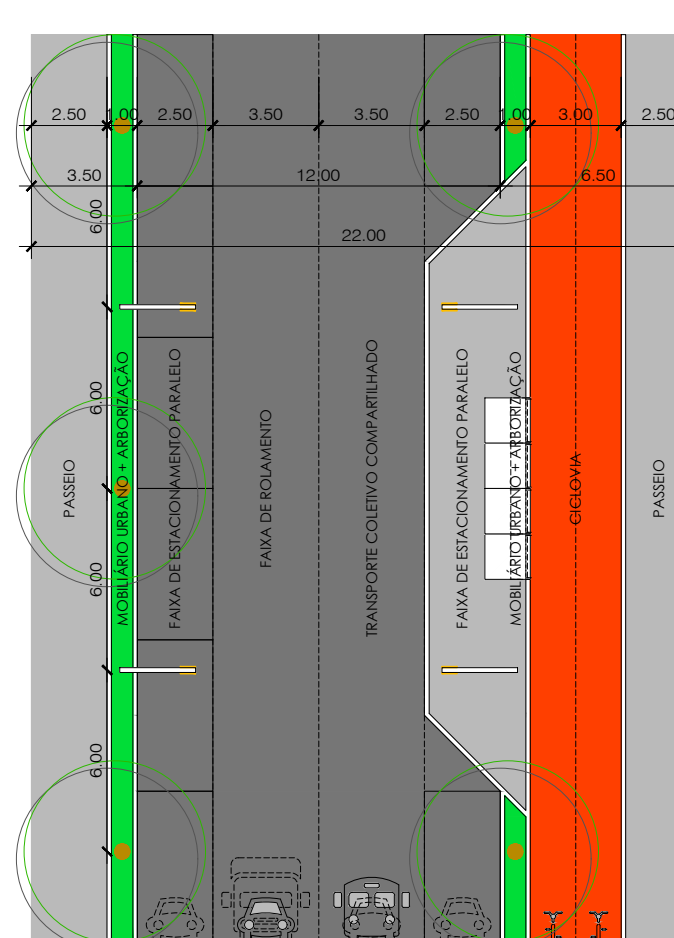 2.50 1.00 2.50 3.50 3.50 2.50 1.00 3.00 2.50
3.50 12.00 6.50
6.00
22.00
6.00
6.00
6.00
PASSEIO
MOBILIÁRIO URBANO + ARBORIZAÇÃO
FAIXA DE ESTACIONAMENTO PARALELO
FAIXA DE ROLAMENTO
TRANSPORTE COLETIVO COMPARTILHADO
FAIXA DE ESTACIONAMENTO PARALELO
MOBILIÁRIO URBANO + ARBORIZAÇÃO
CICLOVIA
PASSEIO